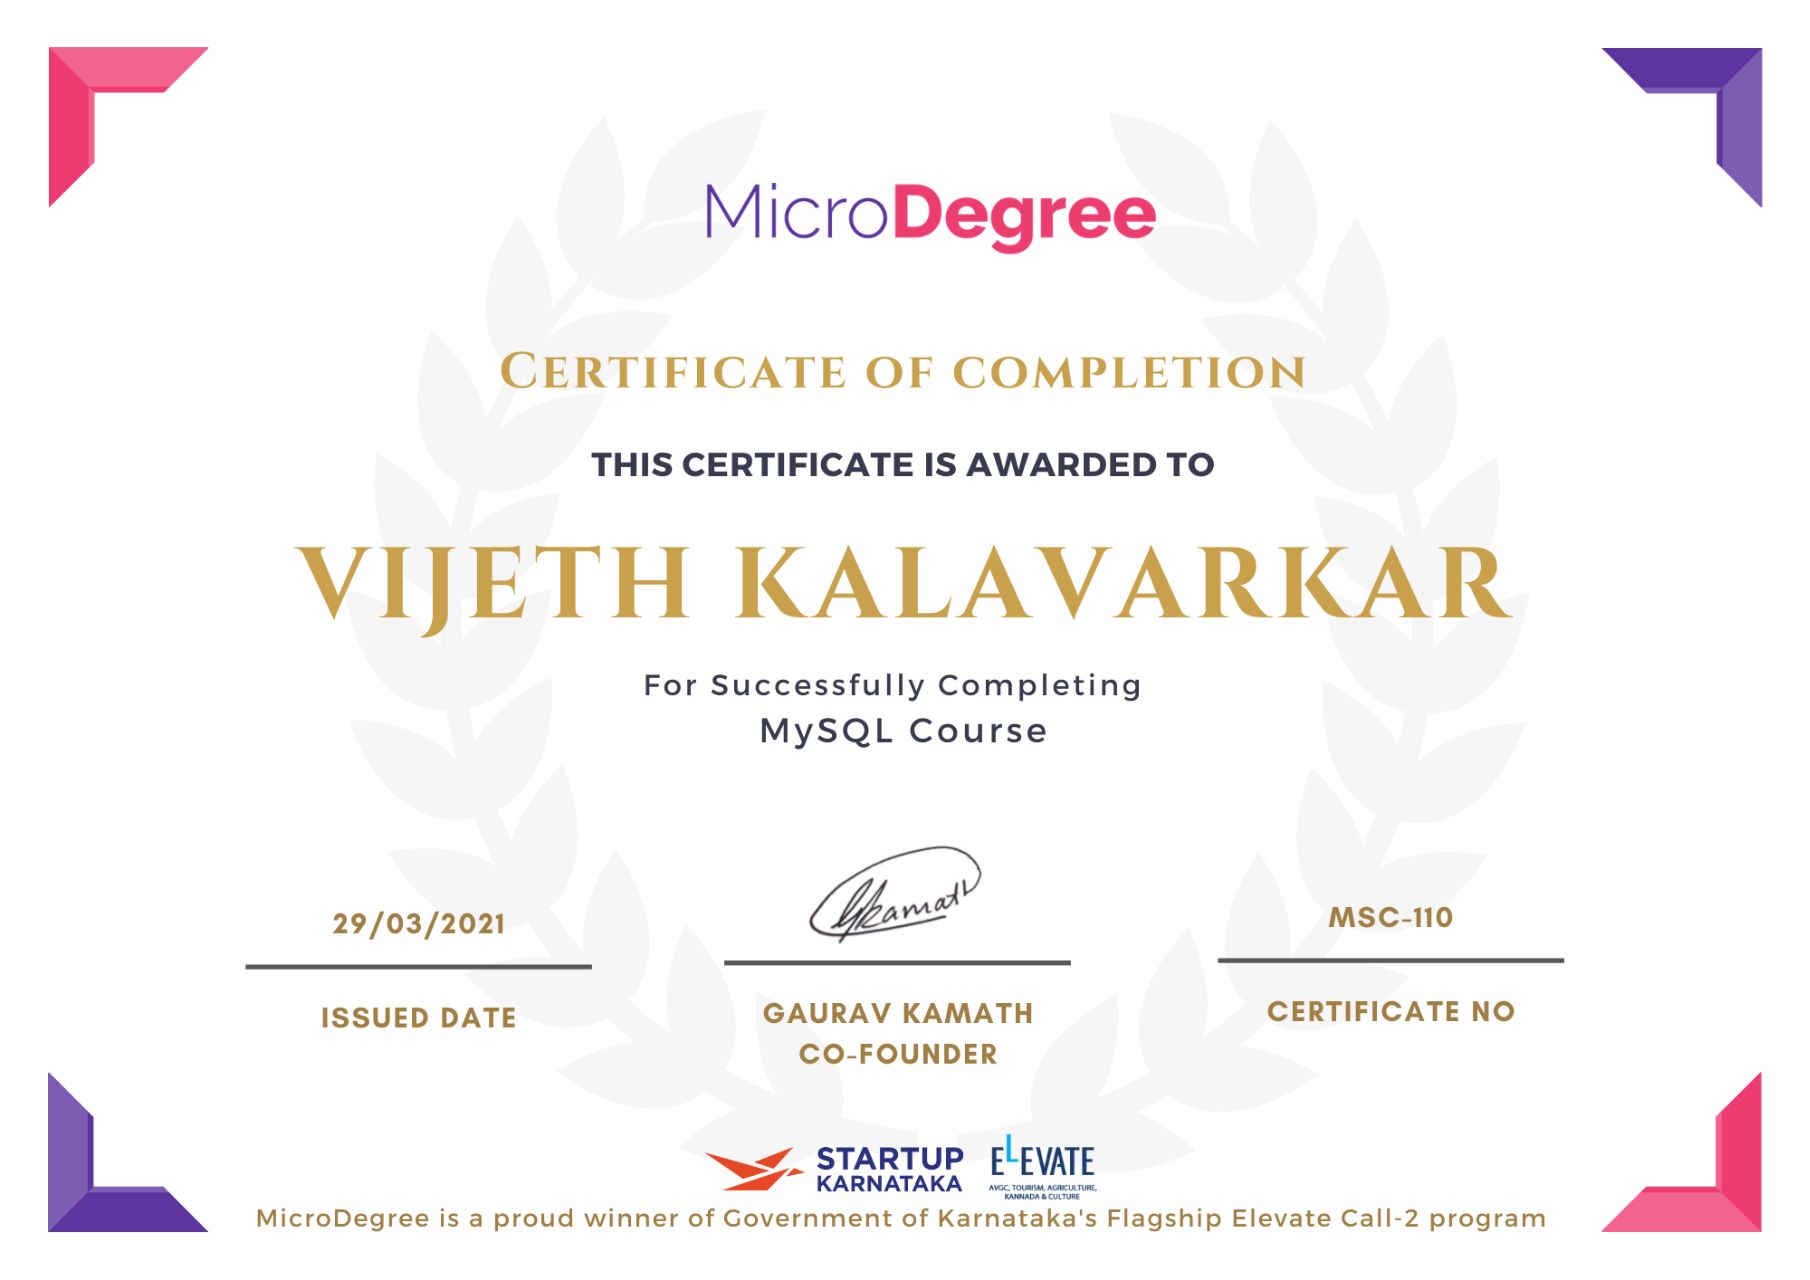 MicroDegree
CERTIFICATE OF COMPLETION
THIS CERTIFICATE IS AWARDED TO
VIJETH KALAVARKAR
For Successfully Completing
MySQL Course
29/03/2021
Gkamath
MSC-110
ISSUED DATE
GAURAV KAMATH
CO-FOUNDER
CERTIFICATE NO
STARTUP
KARNATAKA
ELEVATE
AVGC, TOURISM, AGRICULTURE,
KANNADA & CULTURE
MicroDegree is a proud winner of Government of Karnataka's Flagship Elevate Call-2 program